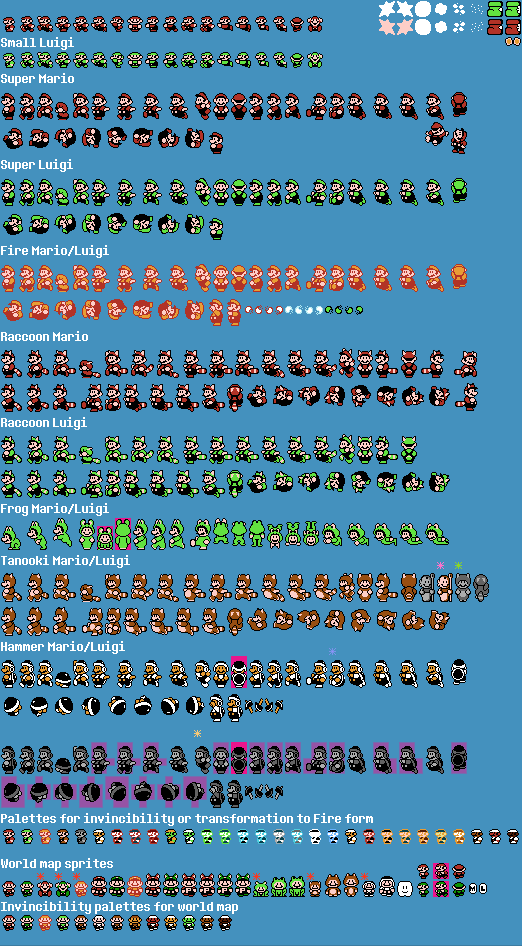 Small Luigi
Super Mario
Super Luigi
Fire Mario/Luigi
Raccoon Mario
Raccoon Luigi
Frog Mario/Luigi
Tanooki Mario/Luigi
Hammer Mario/Luigi
Palettes for invincibility or transformation to Fire form
World map sprites
M L
Invincibility palettes for world map